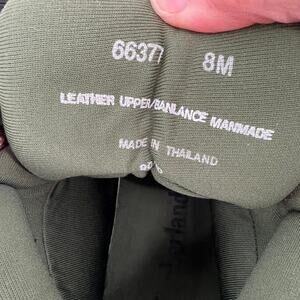 66377 8M
LEATHER UPPER/BANLANCE MANMADE
MADE IN THAILAND